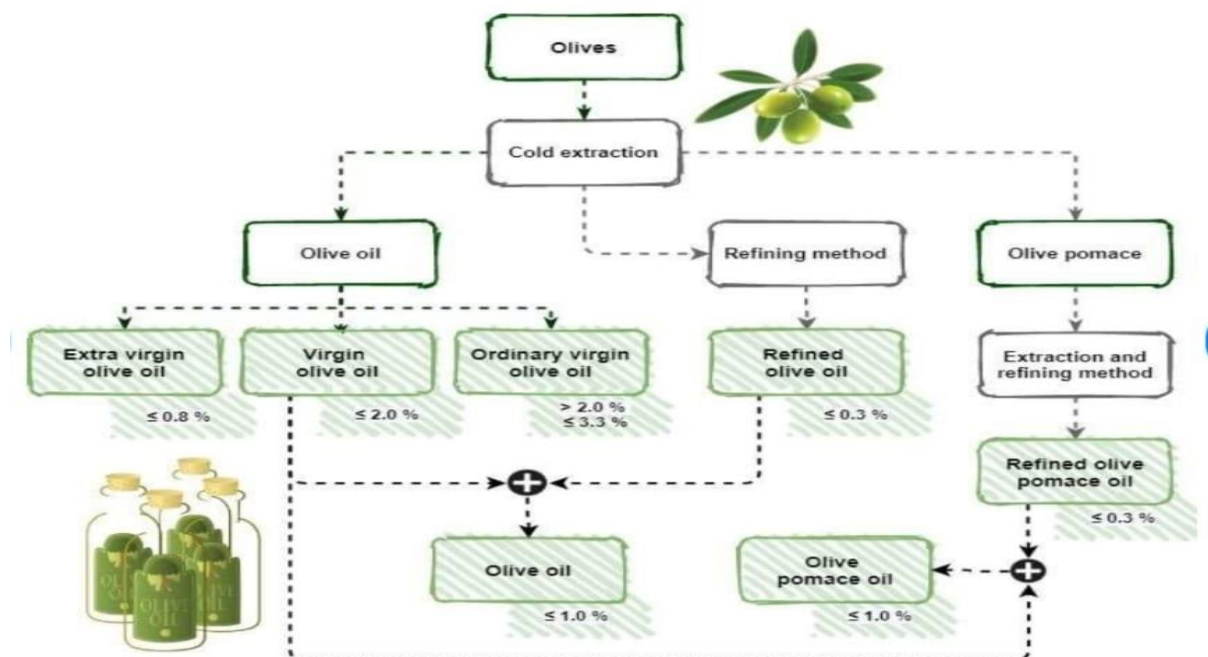 Olives
Cold extraction
Olive oil
Refining method
Olive pomace
Extra virgin
olive oil
Virgin
olive oil
Ordinary virgin
olive oil
Refined
olive oil
Extraction and
refining method
≤ 0.8 %
≤ 2.0 %
> 2.0 %
≤ 3.3 %
≤ 0.3 %
Refined olive
pomace oil
≤ 0.3 %
Olive oil
Olive
pomace oil
≤ 1.0 %
≤ 1.0 %
OLIVE
OIL